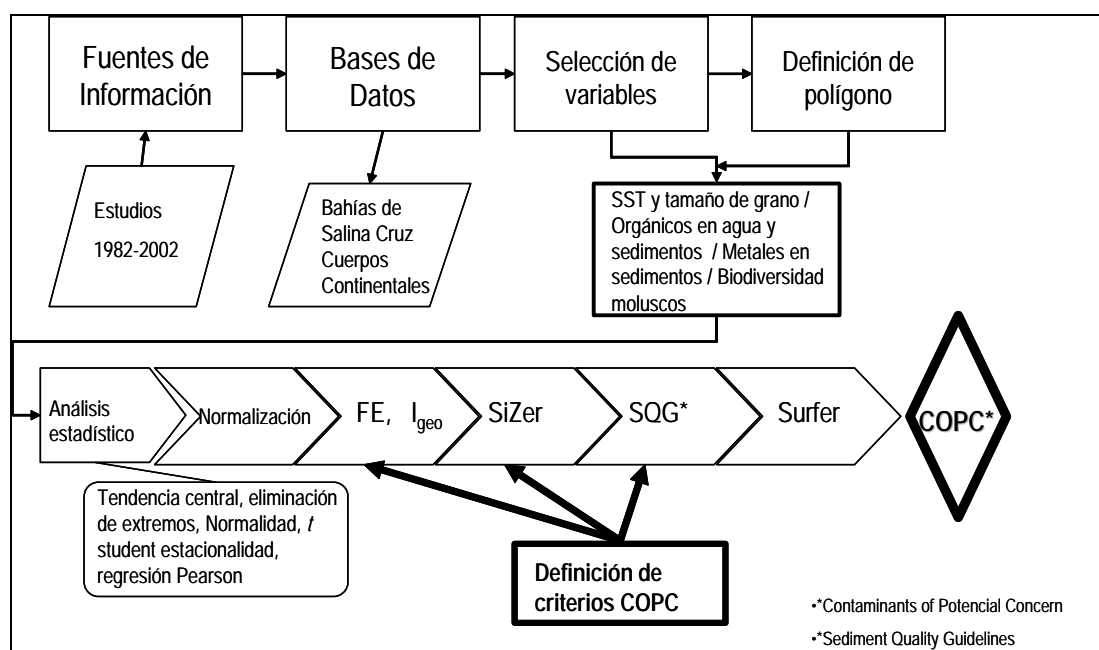 Fuentes de
Información
Bases de
Datos
Selección de
variables
Definición de
polígono
Estudios
1982-2002
Bahías de
Salina Cruz
Cuerpos
Continentales
SST y tamaño de grano /
Orgánicos en agua y
sedimentos / Metales en
sedimentos / Biodiversidad
moluscos
Análisis
estadístico
Normalización
FE, Igeo
SiZer
SQG*
Surfer
COPC*
Tendencia central, eliminación
de extremos, Normalidad, t
student estacionalidad,
regresión Pearson
Definición de
criterios COPC
•*Contaminants of Potencial Concern
•*Sediment Quality Guidelines